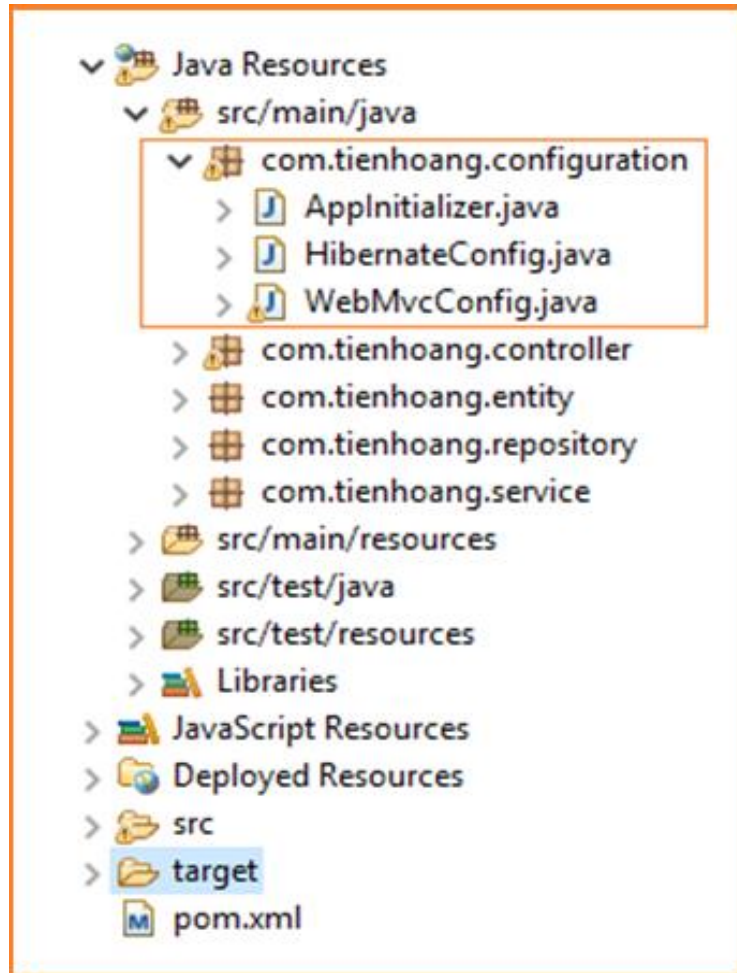 Java Resources
src/main/java
com.tienhoang.configuration
AppInitializer.java
HibernateConfig.java
WebMvcConfig.java
com.tienhoang.controller
com.tienhoang.entity
com.tienhoang.repository
com.tienhoang.service
src/main/resources
src/test/java
src/test/resources
Libraries
JavaScript Resources
Deployed Resources
src
target
pom.xml